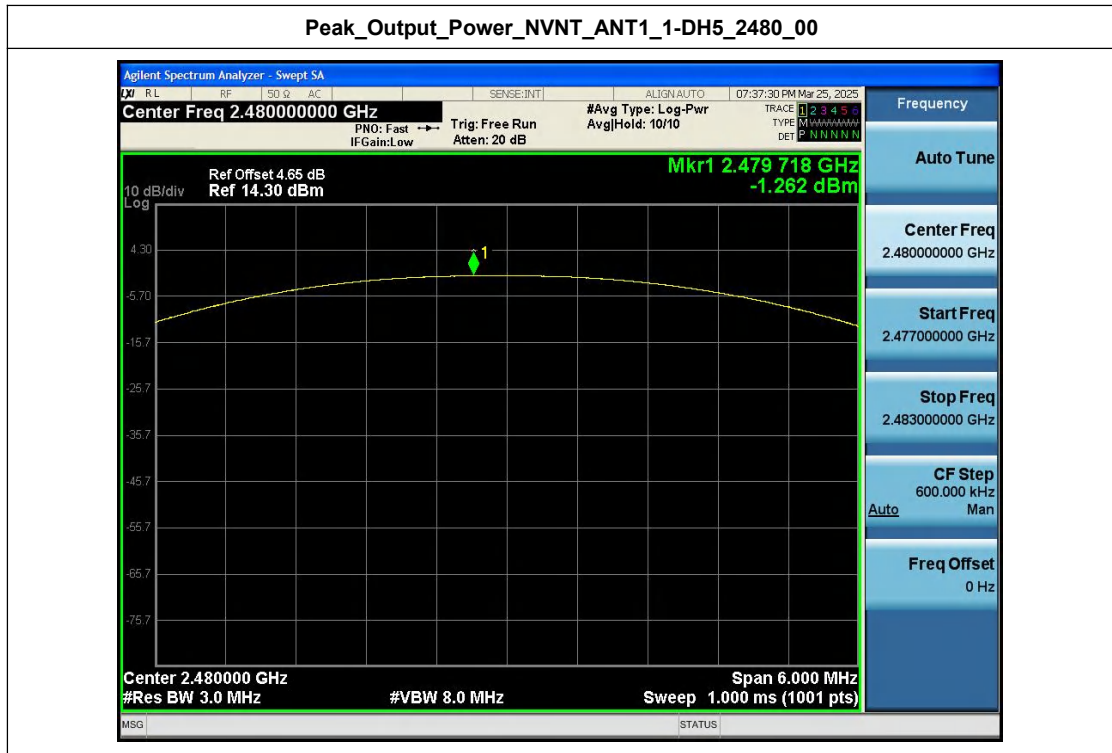 Peak_Output_Power_NVNT_ANT1_1-DH5_2480_00
Agilent Spectrum Analyzer - Swept SA
LXI RL RF 50 Ω AC SENSE:INT ALIGN AUTO 07:37:30 PM Mar 25, 2025
Center Freq 2.480000000 GHz
PNO: Fast
IFGain:Low
Trig: Free Run
Atten: 20 dB
#Avg Type: Log-Pwr
Avg|Hold: 10/10
TRACE 1 2 3 4 5 6
TYPE M WWWWW
DET P N N N N N
Frequency
Auto Tune
Center Freq
2.480000000 GHz
Start Freq
2.477000000 GHz
Stop Freq
2.483000000 GHz
CF Step
600.000 kHz
Auto Man
Freq Offset
0 Hz
Mkr1 2.479 718 GHz
-1.262 dBm
Ref Offset 4.65 dB
10 dB/div Ref 14.30 dBm
Log
1
4.30
-5.70
-15.7
-25.7
-35.7
-45.7
-55.7
-65.7
-75.7
Center 2.480000 GHz Span 6.000 MHz
#Res BW 3.0 MHz #VBW 8.0 MHz Sweep 1.000 ms (1001 pts)
MSG STATUS